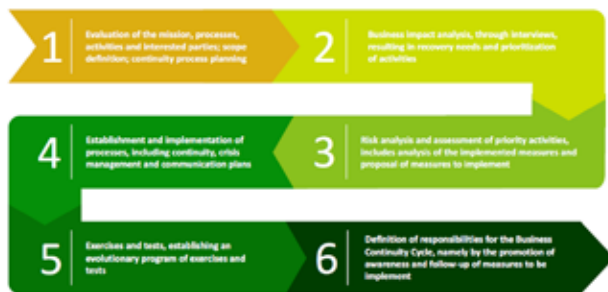 1
Evaluation of the mission, processes,
activities and interested parties; scope
definition; continuity process planning
2
Business impact analysis, through interviews,
resulting in recovery needs and prioritization
of activities
3
Risk analysis and assessment of priority activities,
includes analysis of the implemented measures and
proposal of measures to implement
4
Establishment and implementation of
processes, including continuity, crisis
management and communication plans
5
Exercises and tests, establishing an
evolutionary program of exercises and
tests
6
Definition of responsibilities for the Business
Continuity Cycle, namely by the promotion of
awareness and follow-up of measures to be
implement